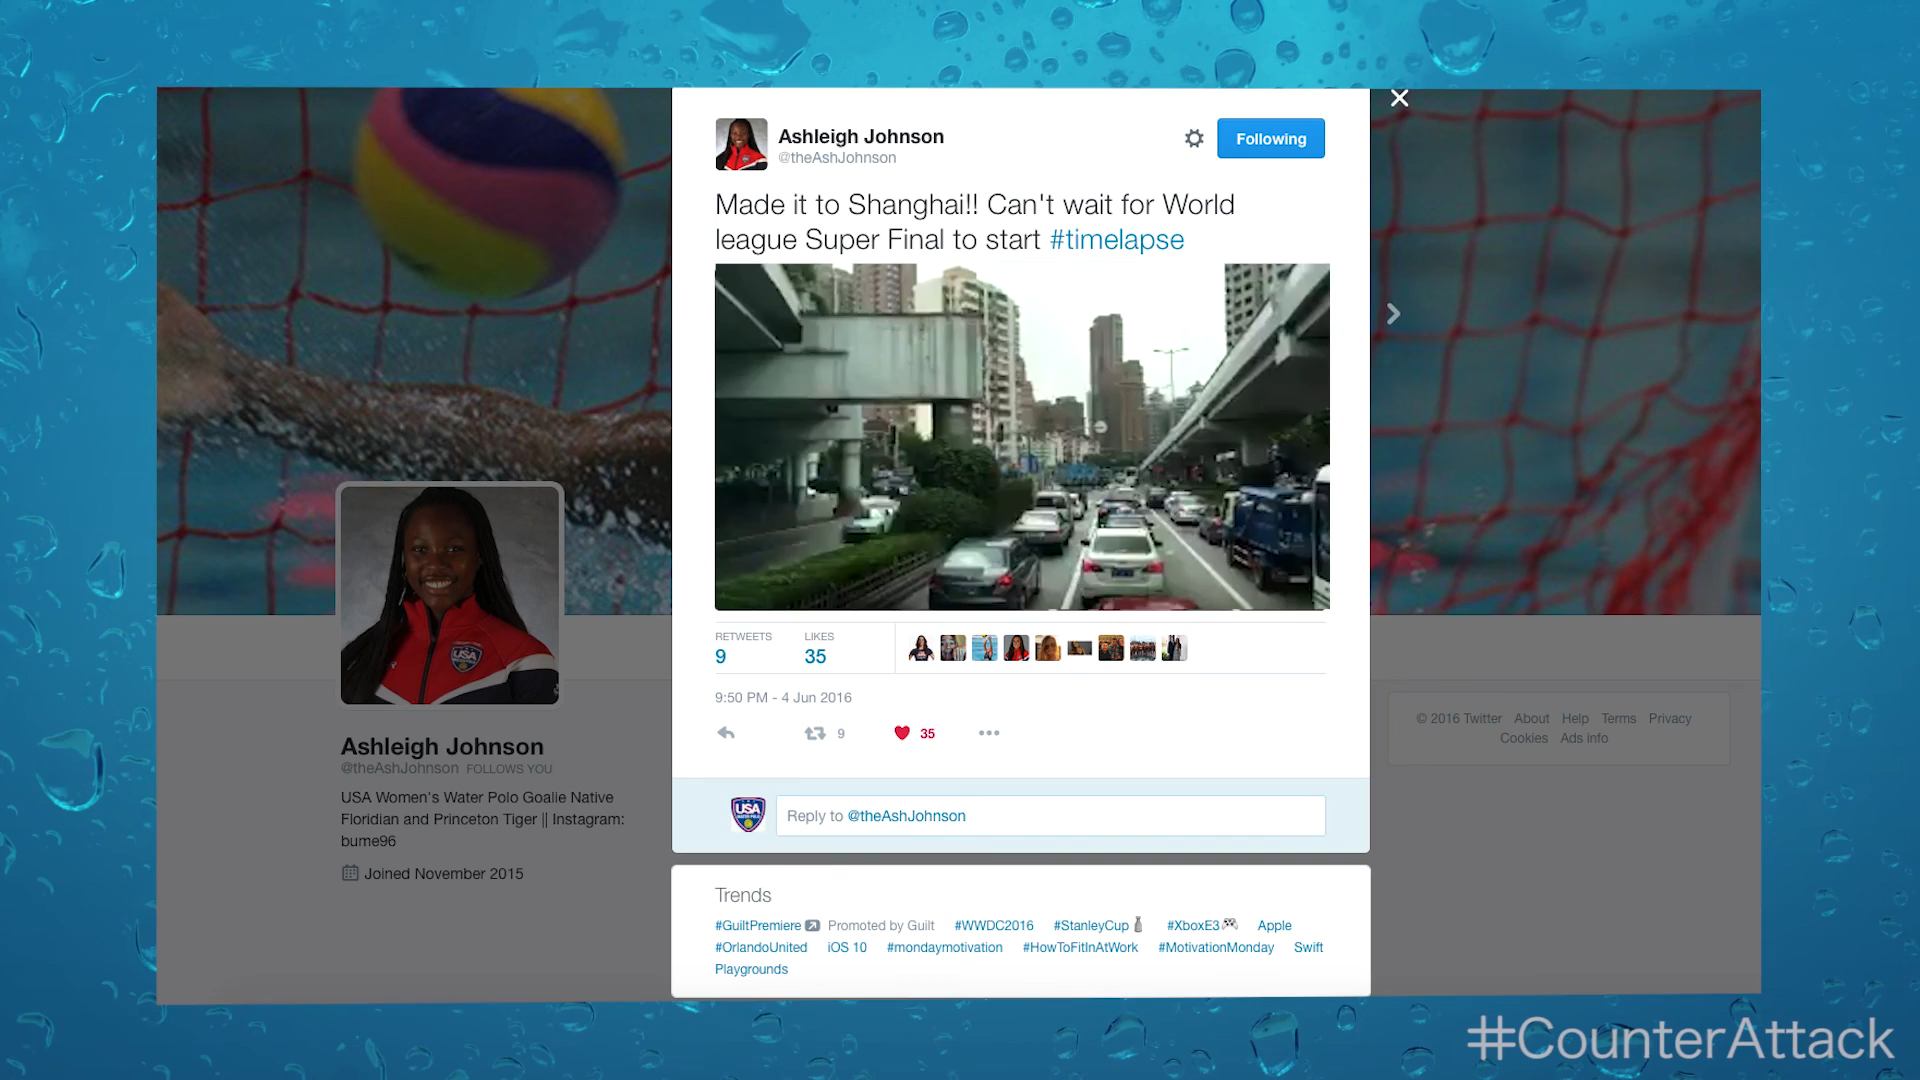 Ashleigh Johnson
@theAshJohnson
Following
Made it to Shanghai!! Can't wait for World
league Super Final to start #timelapse
RETWEETS LIKES
9 35
9:50 PM - 4 Jun 2016
9 35
USA
WATER POLO
Reply to @theAshJohnson
Trends
#GuiltPremiere Promoted by Guilt #WWDC2016 #StanleyCup #XboxE3 Apple
#OrlandoUnited iOS 10 #mondaymotivation #HowToFitInAtWork #MotivationMonday Swift
Playgrounds
USA
Ashleigh Johnson
@theAshJohnson FOLLOWS YOU
USA Women's Water Polo Goalie Native
Floridian and Princeton Tiger || Instagram:
bume96
Joined November 2015
© 2016 Twitter About Help Terms Privacy
Cookies Ads info
#CounterAttack